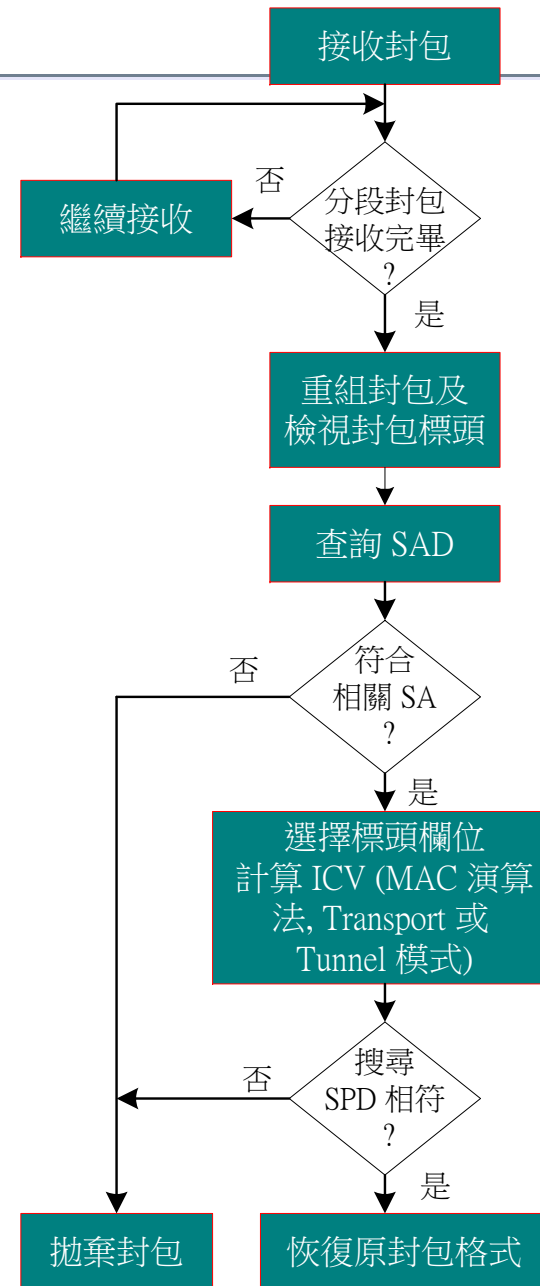 接收封包
否
繼續接收
分段封包
接收完畢
?
是
重組封包及
檢視封包標頭
查詢 SAD
否
符合
相關 SA
?
是
選擇標頭欄位
計算 ICV (MAC 演算
法, Transport 或
Tunnel 模式)
否
搜尋
SPD 相符
?
是
拋棄封包
恢復原封包格式